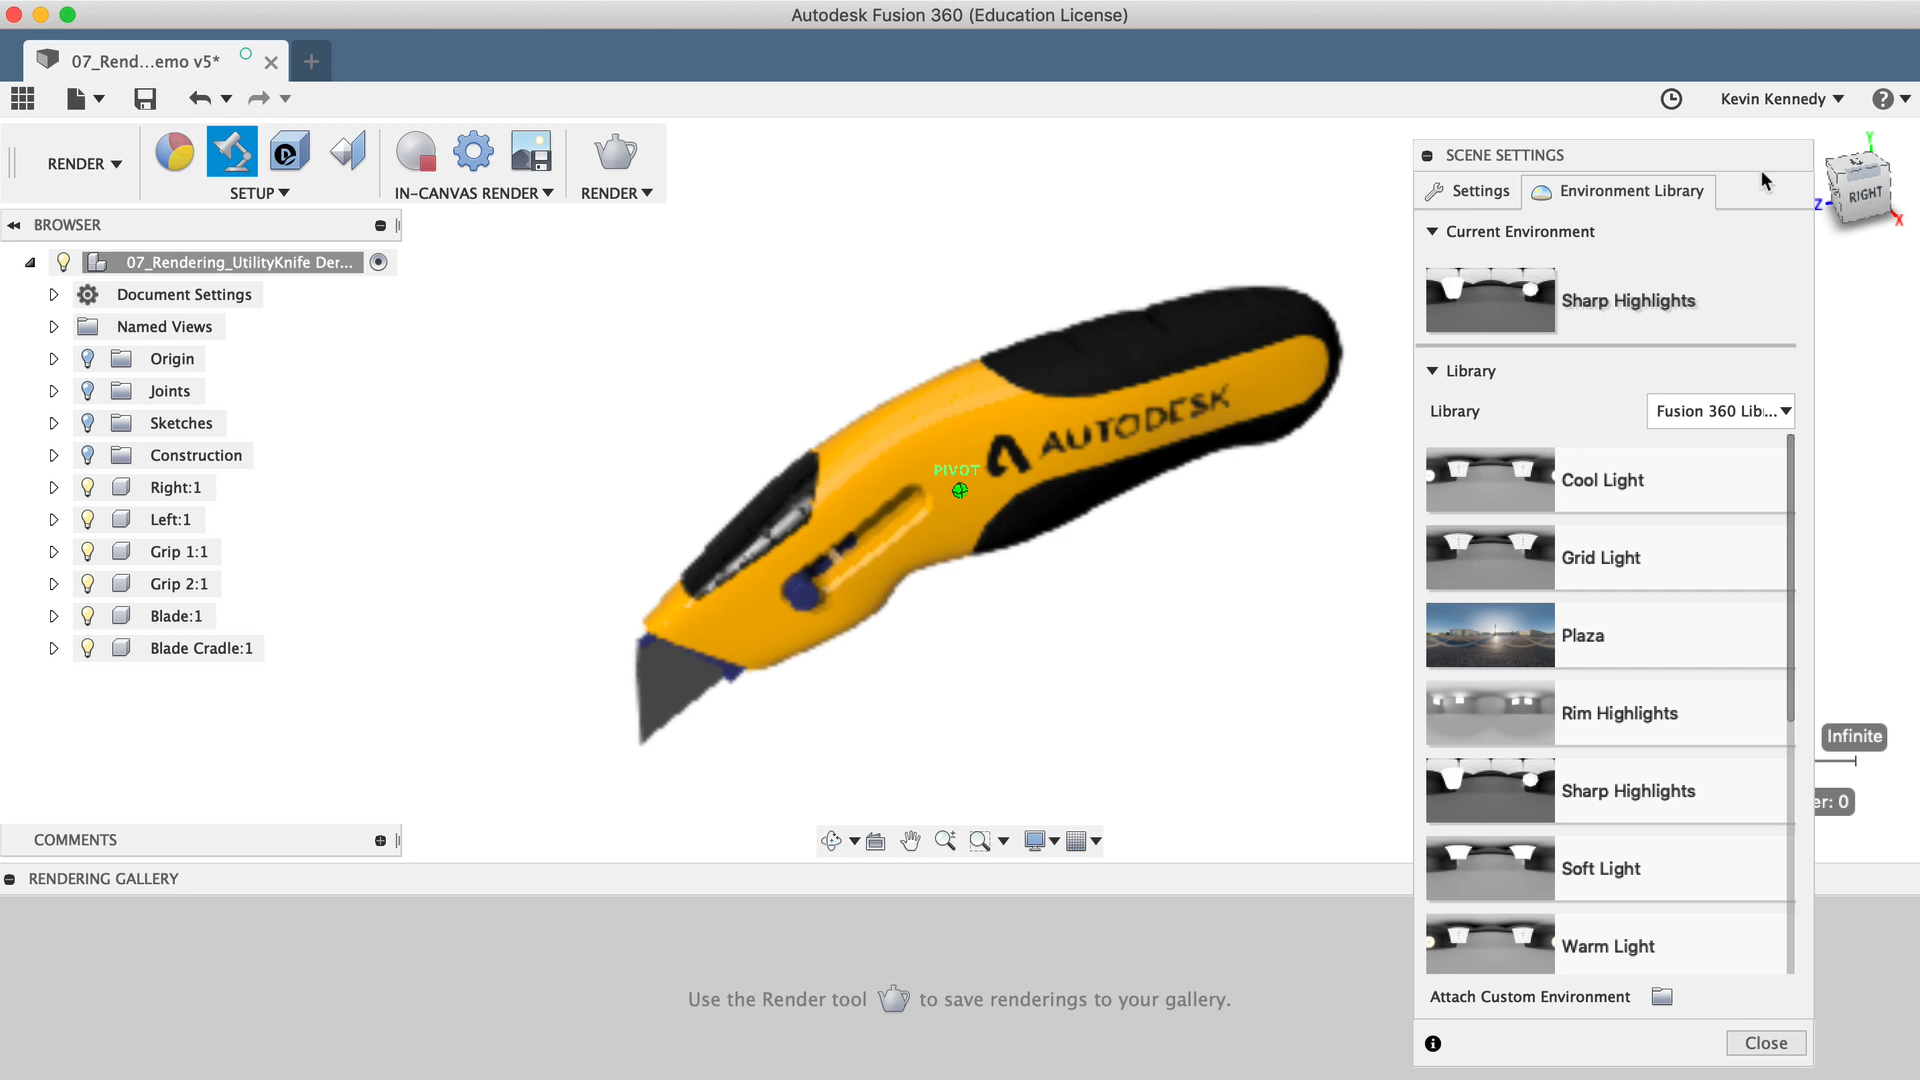 Autodesk Fusion 360 (Education License)
07_Rend...emo v5*
Kevin Kennedy
RENDER
SETUP
IN-CANVAS RENDER
RENDER
BROWSER
07_Rendering_UtilityKnife Der...
Document Settings
Named Views
Origin
Joints
Sketches
Construction
Right:1
Left:1
Grip 1:1
Grip 2:1
Blade:1
Blade Cradle:1
AUTODESK
PIVOT
SCENE SETTINGS
Settings
Environment Library
Current Environment
Sharp Highlights
Library
Library
Fusion 360 Lib...
Cool Light
Grid Light
Plaza
Rim Highlights
Sharp Highlights
Soft Light
Warm Light
Attach Custom Environment
Close
Y
RIGHT
Z
X
Infinite
er: 0
COMMENTS
RENDERING GALLERY
Use the Render tool to save renderings to your gallery.